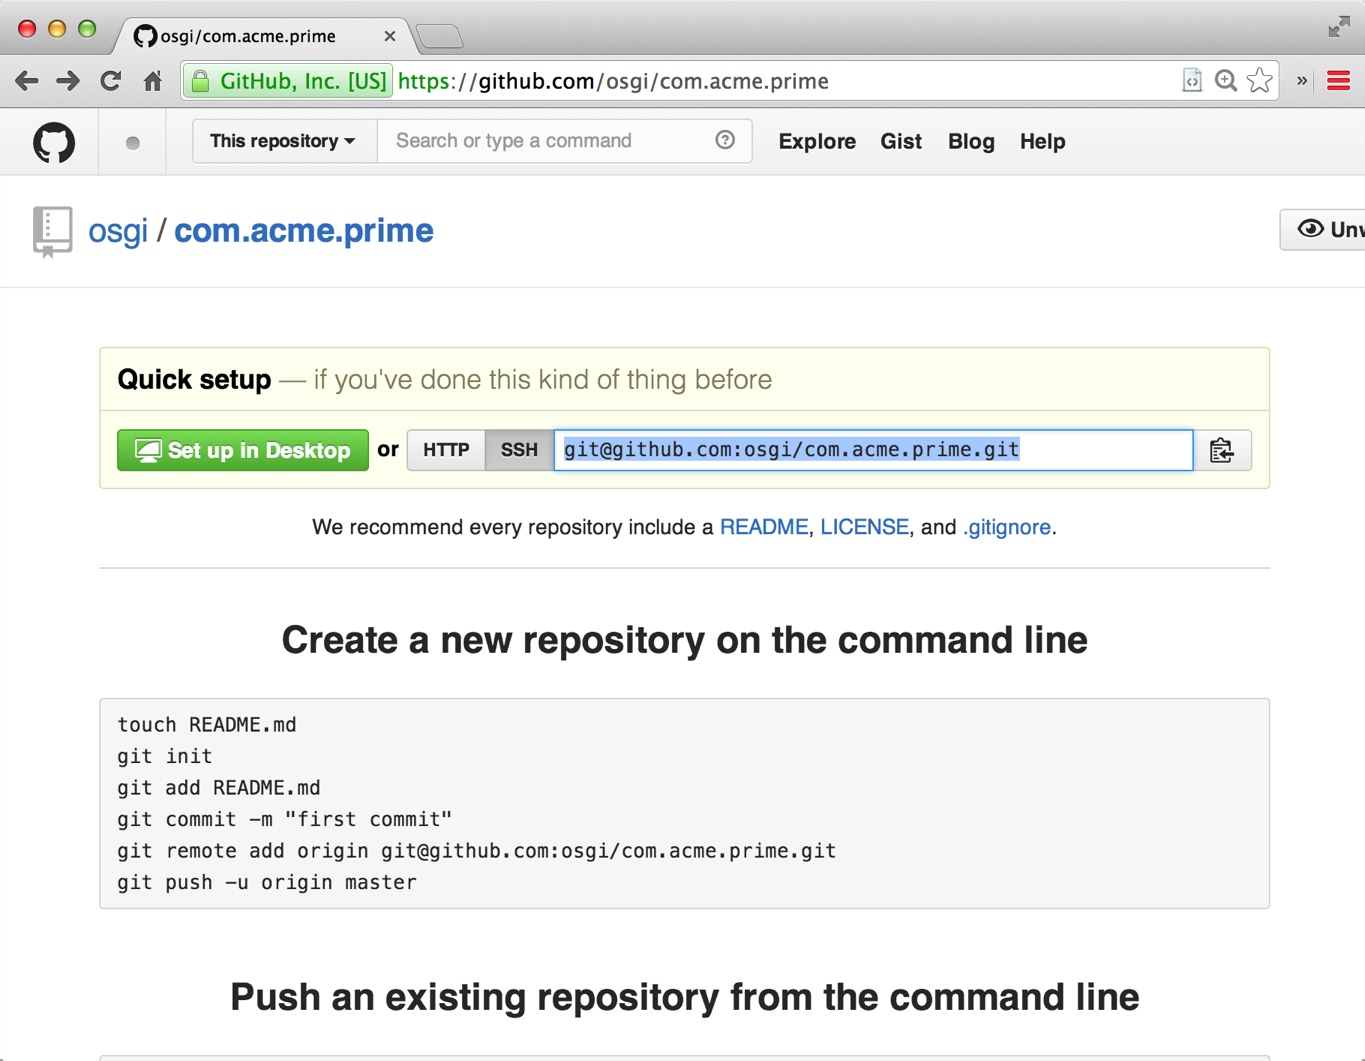 osgi/com.acme.prime
GitHub, Inc. [US] https://github.com/osgi/com.acme.prime
This repository Search or type a command Explore Gist Blog Help
osgi / com.acme.prime
Quick setup — if you've done this kind of thing before
Set up in Desktop or HTTP SSH git@github.com:osgi/com.acme.prime.git
We recommend every repository include a README, LICENSE, and .gitignore.
Create a new repository on the command line
touch README.md
git init
git add README.md
git commit -m "first commit"
git remote add origin git@github.com:osgi/com.acme.prime.git
git push -u origin master
Push an existing repository from the command line